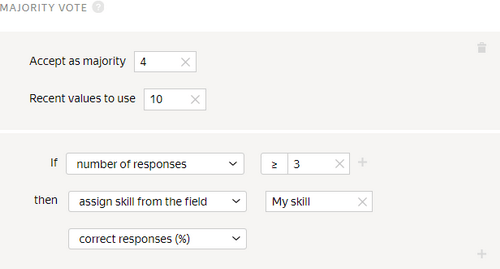 MAJORITY VOTE ?
Accept as majority 4 ×
Recent values to use 10 ×
If number of responses ≥ 3 × +
then assign skill from the field My skill ×
correct responses (%) +